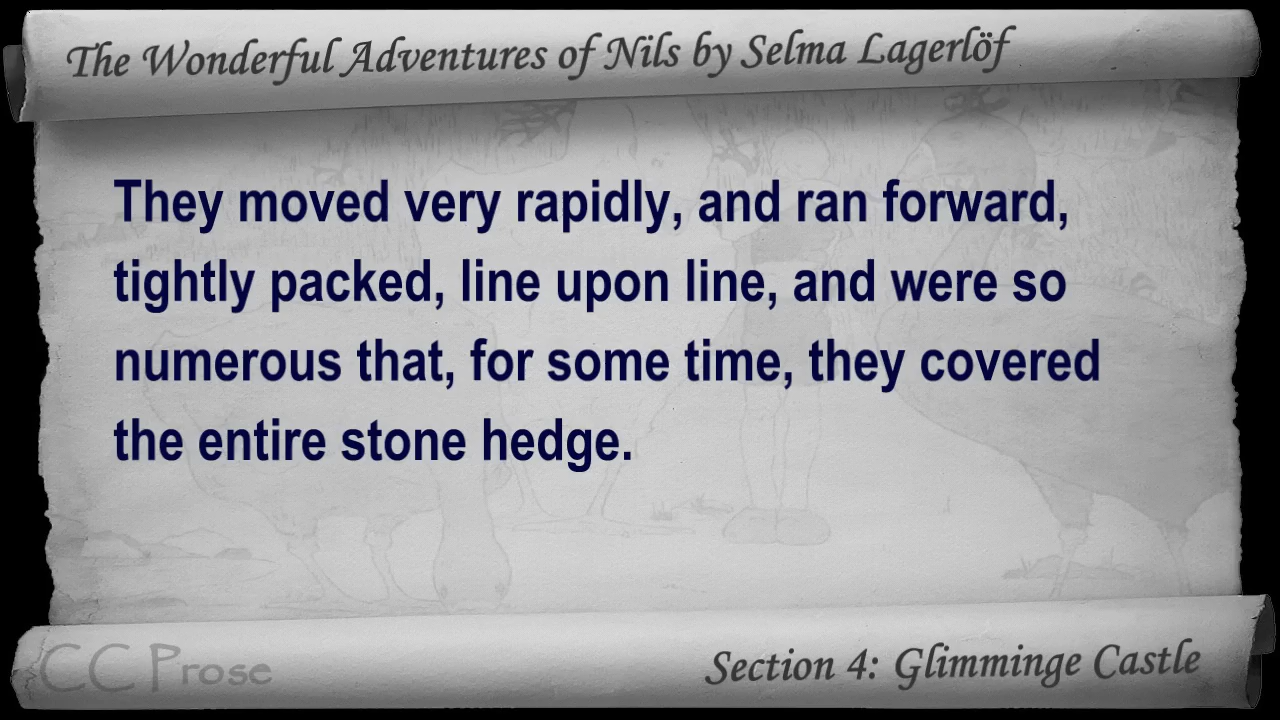 The Wonderful Adventures of Nils by Selma Lagerlöf
They moved very rapidly, and ran forward,
tightly packed, line upon line, and were so
numerous that, for some time, they covered
the entire stone hedge.
CC Prose
Section 4: Glimminge Castle